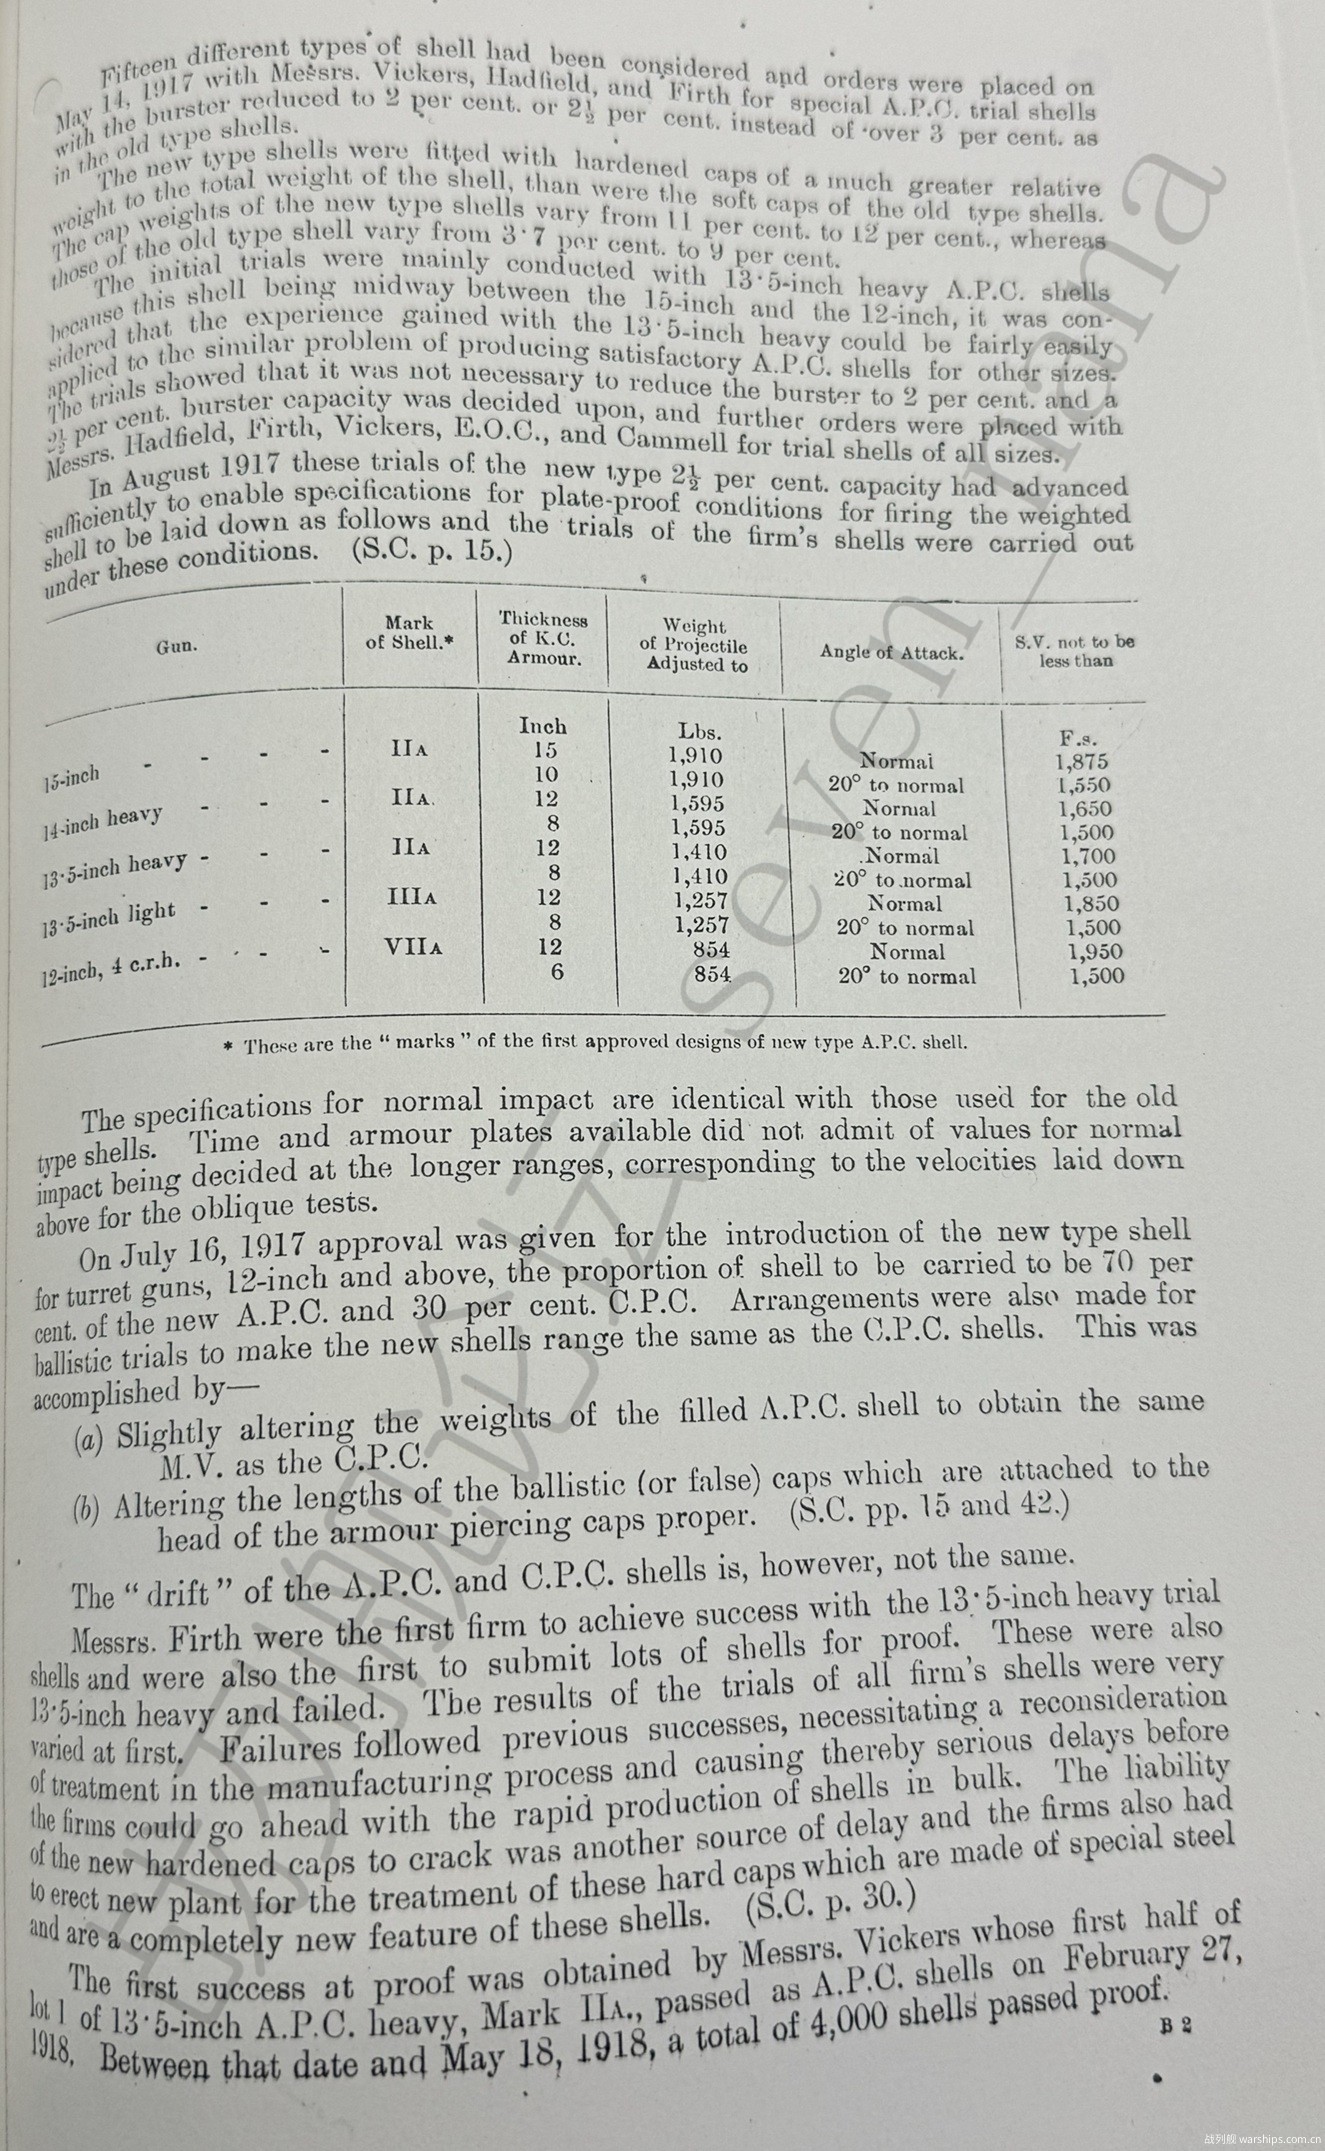 Fifteen different types of shell had been considered and orders were placed on
May 14, 1917 with Messrs. Vickers, Hadfield, and Firth for special A.P.C. trial shells
with the burster reduced to 2 per cent. or 2½ per cent. instead of over 3 per cent. as
in the old type shells.
The new type shells were fitted with hardened caps of a much greater relative
weight to the total weight of the shell, than were the soft caps of the old type shells.
The cap weights of the new type shells vary from 11 per cent. to 12 per cent., whereas
those of the old type shell vary from 3·7 per cent. to 9 per cent.
The initial trials were mainly conducted with 13·5-inch heavy A.P.C. shells
because this shell being midway between the 15-inch and the 12-inch, it was con-
sidered that the experience gained with the 13·5-inch heavy could be fairly easily
applied to the similar problem of producing satisfactory A.P.C. shells for other sizes.
The trials showed that it was not necessary to reduce the burster to 2 per cent. and a
2½ per cent. burster capacity was decided upon, and further orders were placed with
Messrs. Hadfield, Firth, Vickers, E.O.C., and Cammell for trial shells of all sizes.
In August 1917 these trials of the new type 2½ per cent. capacity had advanced
sufficiently to enable specifications for plate-proof conditions for firing the weighted
shell to be laid down as follows and the trials of the firm's shells were carried out
under these conditions. (S.C. p. 15.)
Gun. Mark of Shell.* Thickness of K.C. Armour. Weight of Projectile Adjusted to Angle of Attack. S.V. not to be less than
Inch Lbs. F.s.
15-inch - - - - IIA 15 1,910 Normal 1,875
10 1,910 20° to normal 1,550
14-inch heavy - - - IIA. 12 1,595 Normal 1,650
8 1,595 20° to normal 1,500
13·5-inch heavy - - - IIA 12 1,410 Normal 1,700
8 1,410 20° to normal 1,500
13·5-inch light - - - IIIA 12 1,257 Normal 1,850
8 1,257 20° to normal 1,500
12-inch, 4 c.r.h. - - - VIIA 12 854 Normal 1,950
6 854 20° to normal 1,500
* These are the "marks" of the first approved designs of new type A.P.C. shell.
The specifications for normal impact are identical with those used for the old
type shells. Time and armour plates available did not admit of values for normal
impact being decided at the longer ranges, corresponding to the velocities laid down
above for the oblique tests.
On July 16, 1917 approval was given for the introduction of the new type shell
for turret guns, 12-inch and above, the proportion of shell to be carried to be 70 per
cent. of the new A.P.C. and 30 per cent. C.P.C. Arrangements were also made for
ballistic trials to make the new shells range the same as the C.P.C. shells. This was
accomplished by—
(a) Slightly altering the weights of the filled A.P.C. shell to obtain the same
M.V. as the C.P.C.
(b) Altering the lengths of the ballistic (or false) caps which are attached to the
head of the armour piercing caps proper. (S.C. pp. 15 and 42.)
The "drift" of the A.P.C. and C.P.C. shells is, however, not the same.
Messrs. Firth were the first firm to achieve success with the 13·5-inch heavy trial
shells and were also the first to submit lots of shells for proof. These were also
13·5-inch heavy and failed. The results of the trials of all firm's shells were very
varied at first. Failures followed previous successes, necessitating a reconsideration
of treatment in the manufacturing process and causing thereby serious delays before
the firms could go ahead with the rapid production of shells in bulk. The liability
of the new hardened caps to crack was another source of delay and the firms also had
to erect new plant for the treatment of these hard caps which are made of special steel
and are a completely new feature of these shells. (S.C. p. 30.)
The first success at proof was obtained by Messrs. Vickers whose first half of
lot 1 of 13·5-inch A.P.C. heavy, Mark IIA., passed as A.P.C. shells on February 27,
1918. Between that date and May 18, 1918, a total of 4,000 shells passed proof.
B 2
战列舰 warships.com.cn